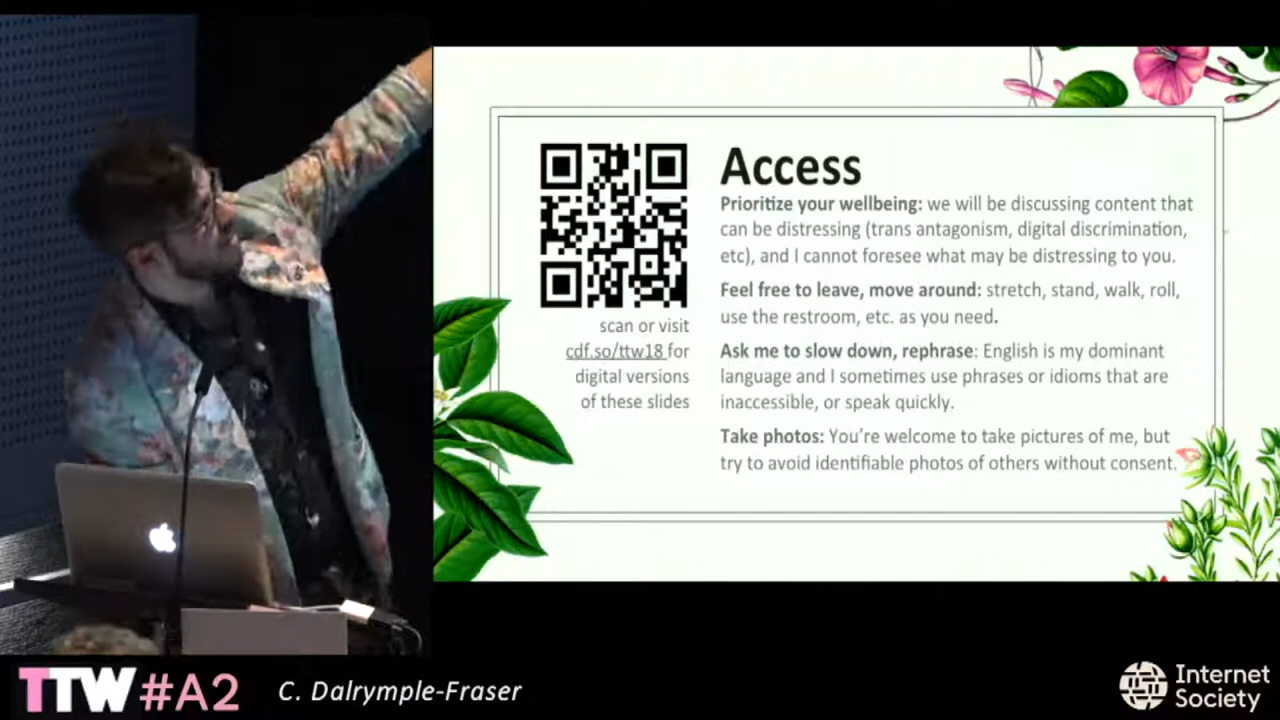 Access
Prioritize your wellbeing: we will be discussing content that
can be distressing (trans antagonism, digital discrimination,
etc), and I cannot foresee what may be distressing to you.
Feel free to leave, move around: stretch, stand, walk, roll,
use the restroom, etc. as you need.
Ask me to slow down, rephrase: English is my dominant
language and I sometimes use phrases or idioms that are
inaccessible, or speak quickly.
Take photos: You’re welcome to take pictures of me, but
try to avoid identifiable photos of others without consent.
scan or visit
cdf.so/ttw18 for
digital versions
of these slides
TTW#A2
C. Dalrymple-Fraser
Internet
Society